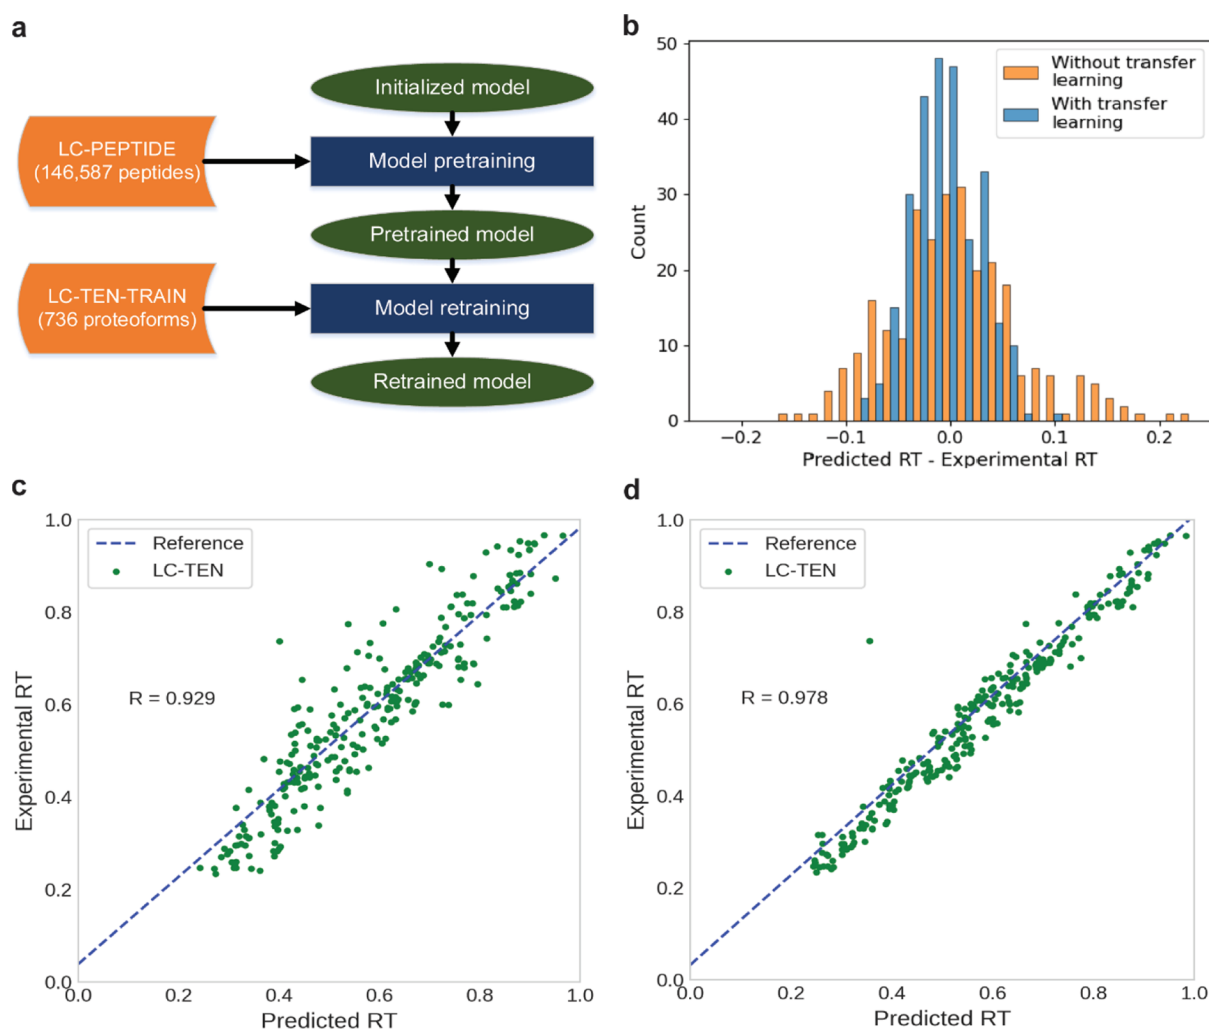 a
Initialized model
LC-PEPTIDE
(146,587 peptides)
Model pretraining
Pretrained model
LC-TEN-TRAIN
(736 proteoforms)
Model retraining
Retrained model
b
50
40
30
20
10
0
Count
Without transfer
learning
With transfer
learning
−0.2
−0.1
0.0
0.1
0.2
Predicted RT - Experimental RT
c
1.0
0.8
0.6
0.4
0.2
0.0
Experimental RT
Reference
LC-TEN
R = 0.929
0.0
0.2
0.4
0.6
0.8
1.0
Predicted RT
d
1.0
0.8
0.6
0.4
0.2
0.0
Experimental RT
Reference
LC-TEN
R = 0.978
0.0
0.2
0.4
0.6
0.8
1.0
Predicted RT